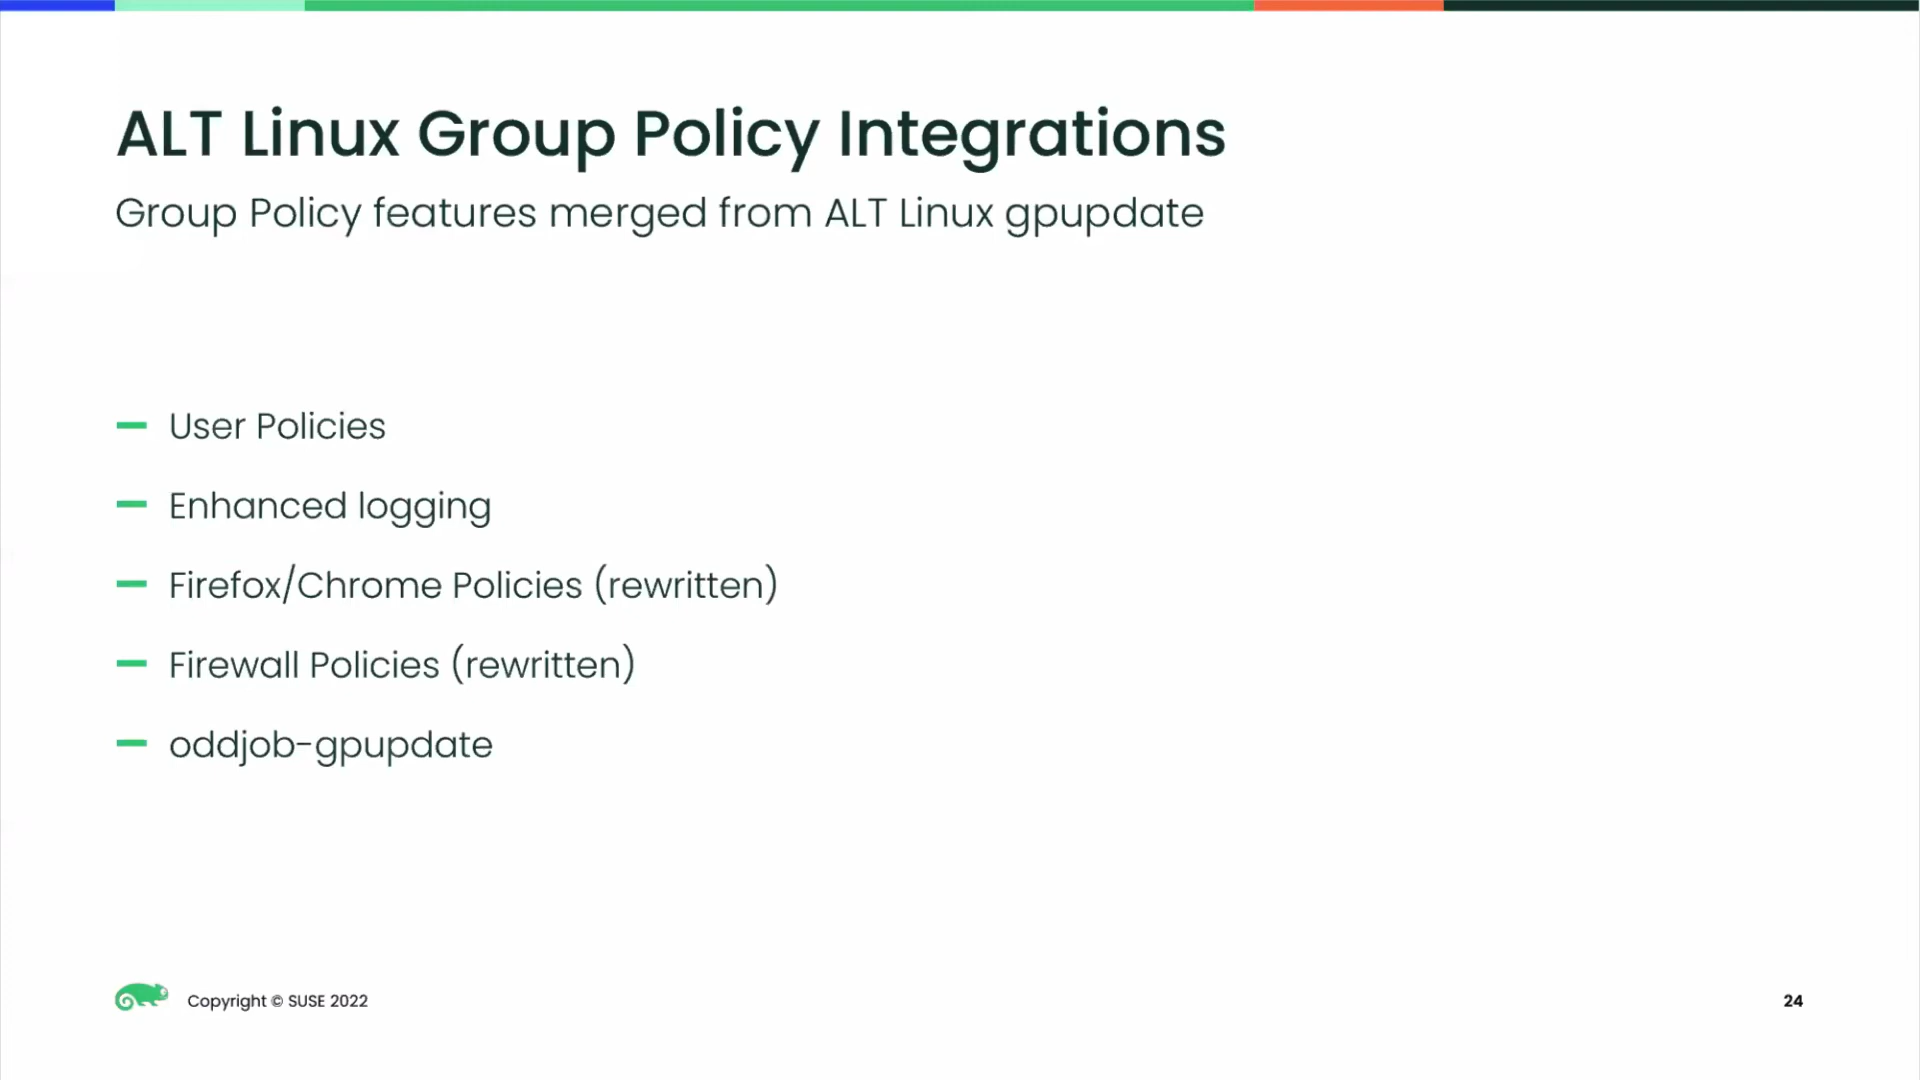 ALT Linux Group Policy Integrations
Group Policy features merged from ALT Linux gpupdate
User Policies
Enhanced logging
Firefox/Chrome Policies (rewritten)
Firewall Policies (rewritten)
oddjob-gpupdate
Copyright © SUSE 2022
24